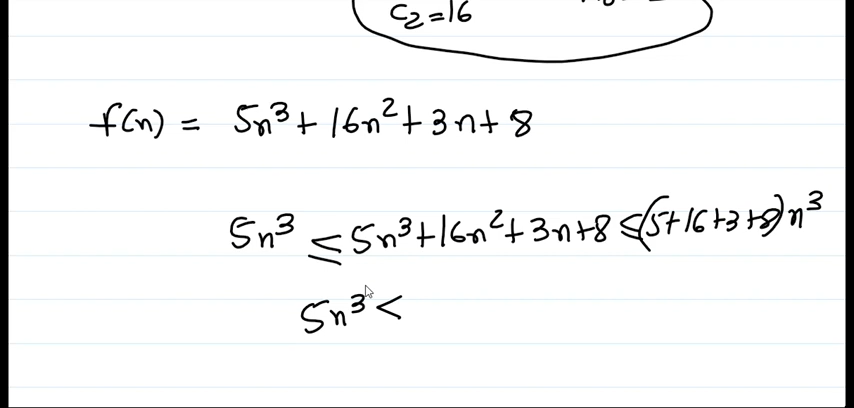 C₂=16
f(n) = 5n³ + 16n² + 3n + 8
5n³ ≤ 5n³+16n²+3n+8 ≤ (5+16+3+8)n³
5n³ <